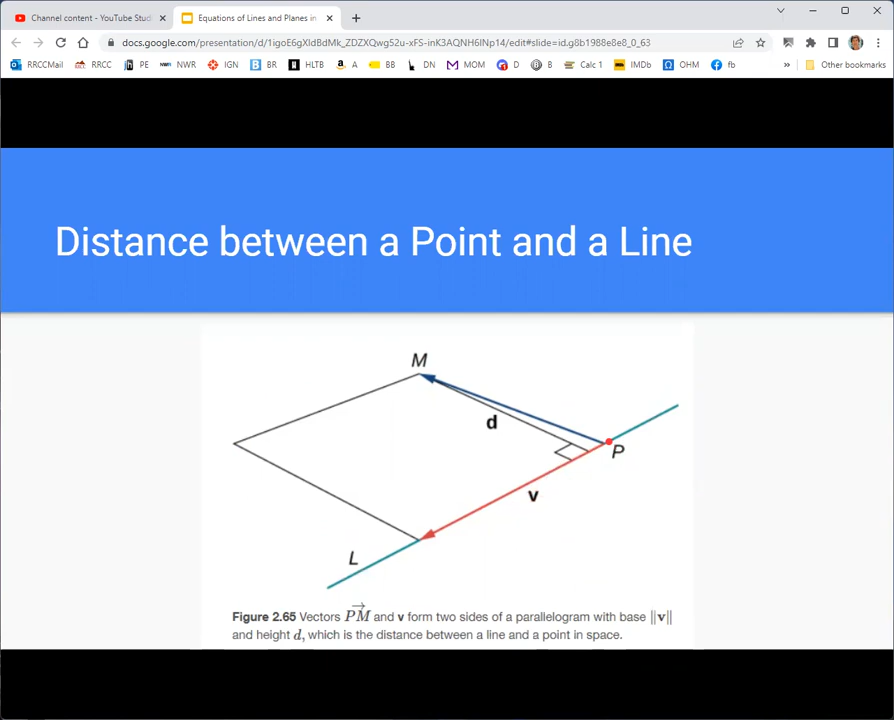 Channel content - YouTube Stud
Equations of Lines and Planes in
docs.google.com/presentation/d/1igoE6gXIdBdMk_ZDZXQwg52u-xFS-inK3AQNH6INp14/edit#slide=id.g8b1988e8e8_0_63
RRCCMail RRCC PE NWR IGN BR HLTB A BB DN MOM D B Calc 1 IMDb OHM fb » Other bookmarks
Distance between a Point and a Line
M
d
P
v
L
Figure 2.65 Vectors PM⃗ and v form two sides of a parallelogram with base ‖v‖
and height d, which is the distance between a line and a point in space.